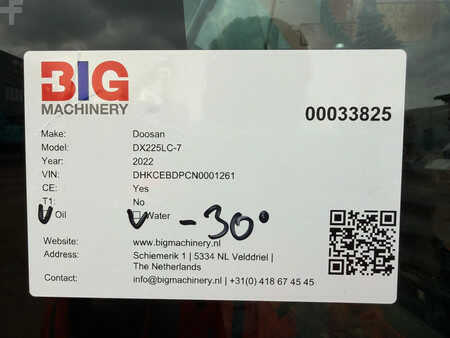 BIG
MACHINERY
00033825
Make: Doosan
Model: DX225LC-7
Year: 2022
VIN: DHKCEBDPCN0001261
CE: Yes
T1: No
Oil Water -30°
Website: www.bigmachinery.nl
Address: Schiemerik 1 | 5334 NL Velddriel |
The Netherlands
Contact: info@bigmachinery.nl | +31(0) 418 67 45 45